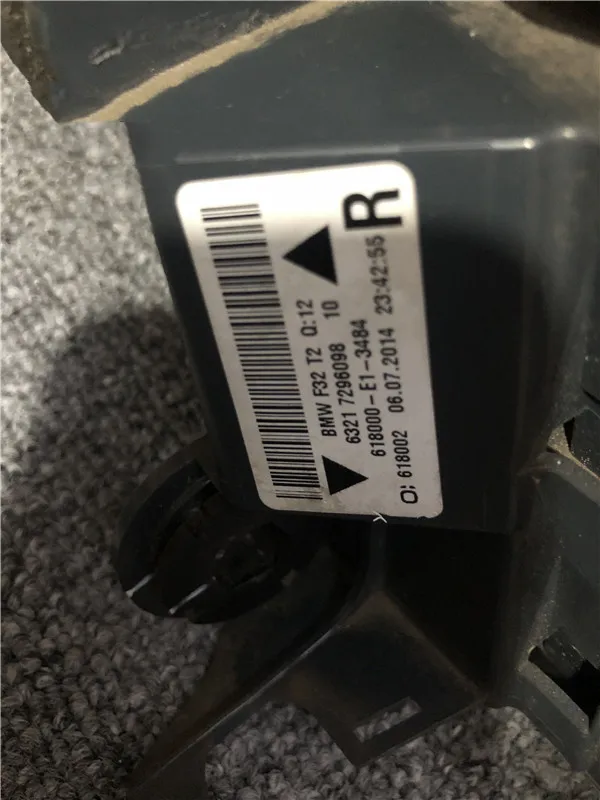 BMW F32 T2 Q:12
6321 7296098 10
618000-E1-3484
618002 06.07.2014 23:42:55
R